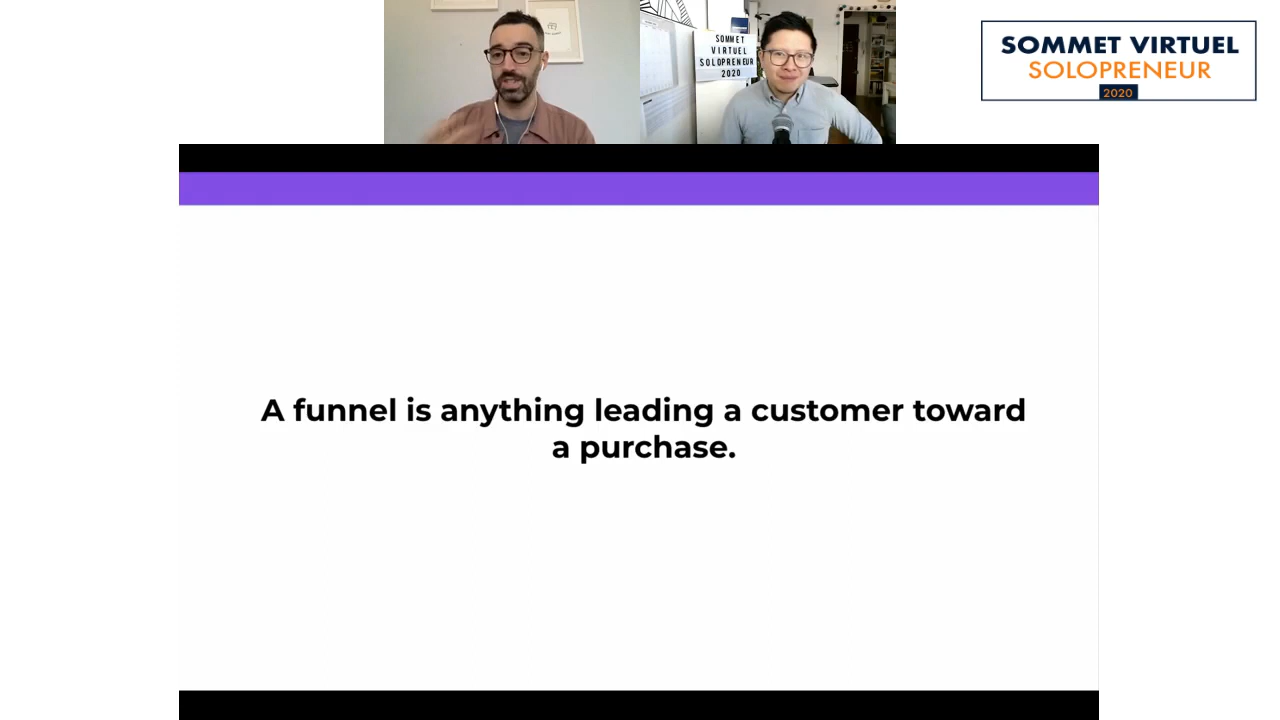 SOMMET
VIRTUEL
SOLOPRENEUR
2020
SOMMET VIRTUEL
SOLOPRENEUR
2020
A funnel is anything leading a customer toward
a purchase.